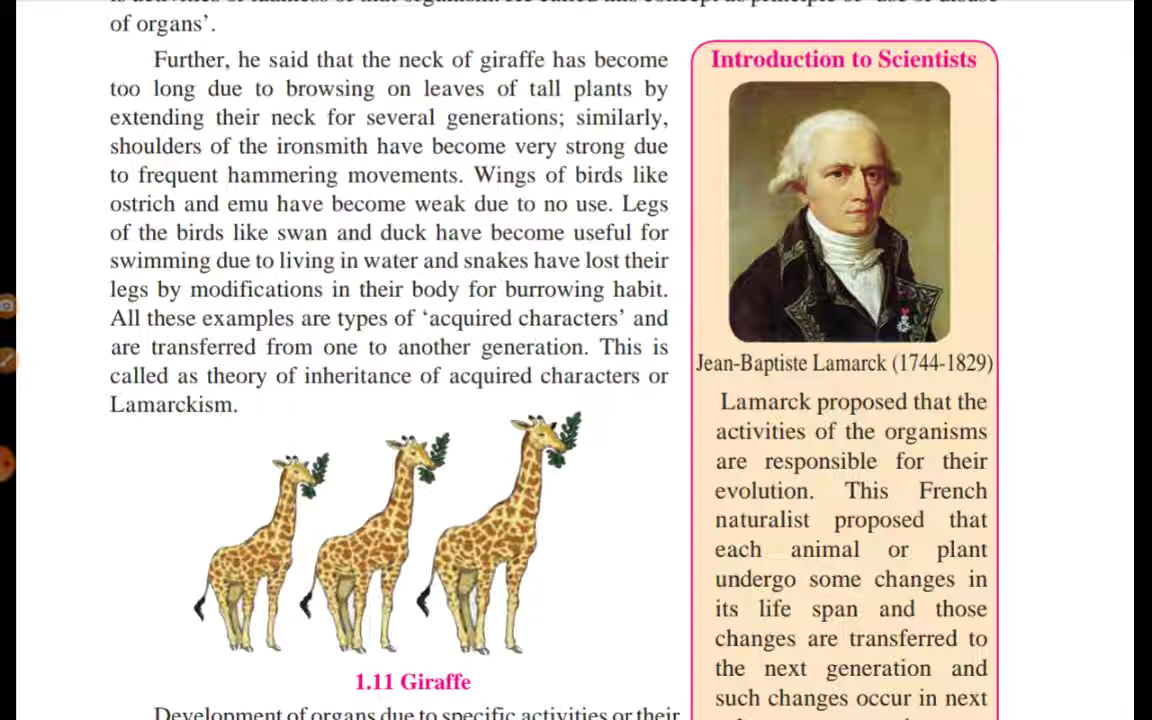 of organs’.
Further, he said that the neck of giraffe has become
too long due to browsing on leaves of tall plants by
extending their neck for several generations; similarly,
shoulders of the ironsmith have become very strong due
to frequent hammering movements. Wings of birds like
ostrich and emu have become weak due to no use. Legs
of the birds like swan and duck have become useful for
swimming due to living in water and snakes have lost their
legs by modifications in their body for burrowing habit.
All these examples are types of ‘acquired characters’ and
are transferred from one to another generation. This is
called as theory of inheritance of acquired characters or
Lamarckism.
1.11 Giraffe
Development of organs due to specific activities or their
Introduction to Scientists
Jean-Baptiste Lamarck (1744-1829)
Lamarck proposed that the
activities of the organisms
are responsible for their
evolution. This French
naturalist proposed that
each animal or plant
undergo some changes in
its life span and those
changes are transferred to
the next generation and
such changes occur in next